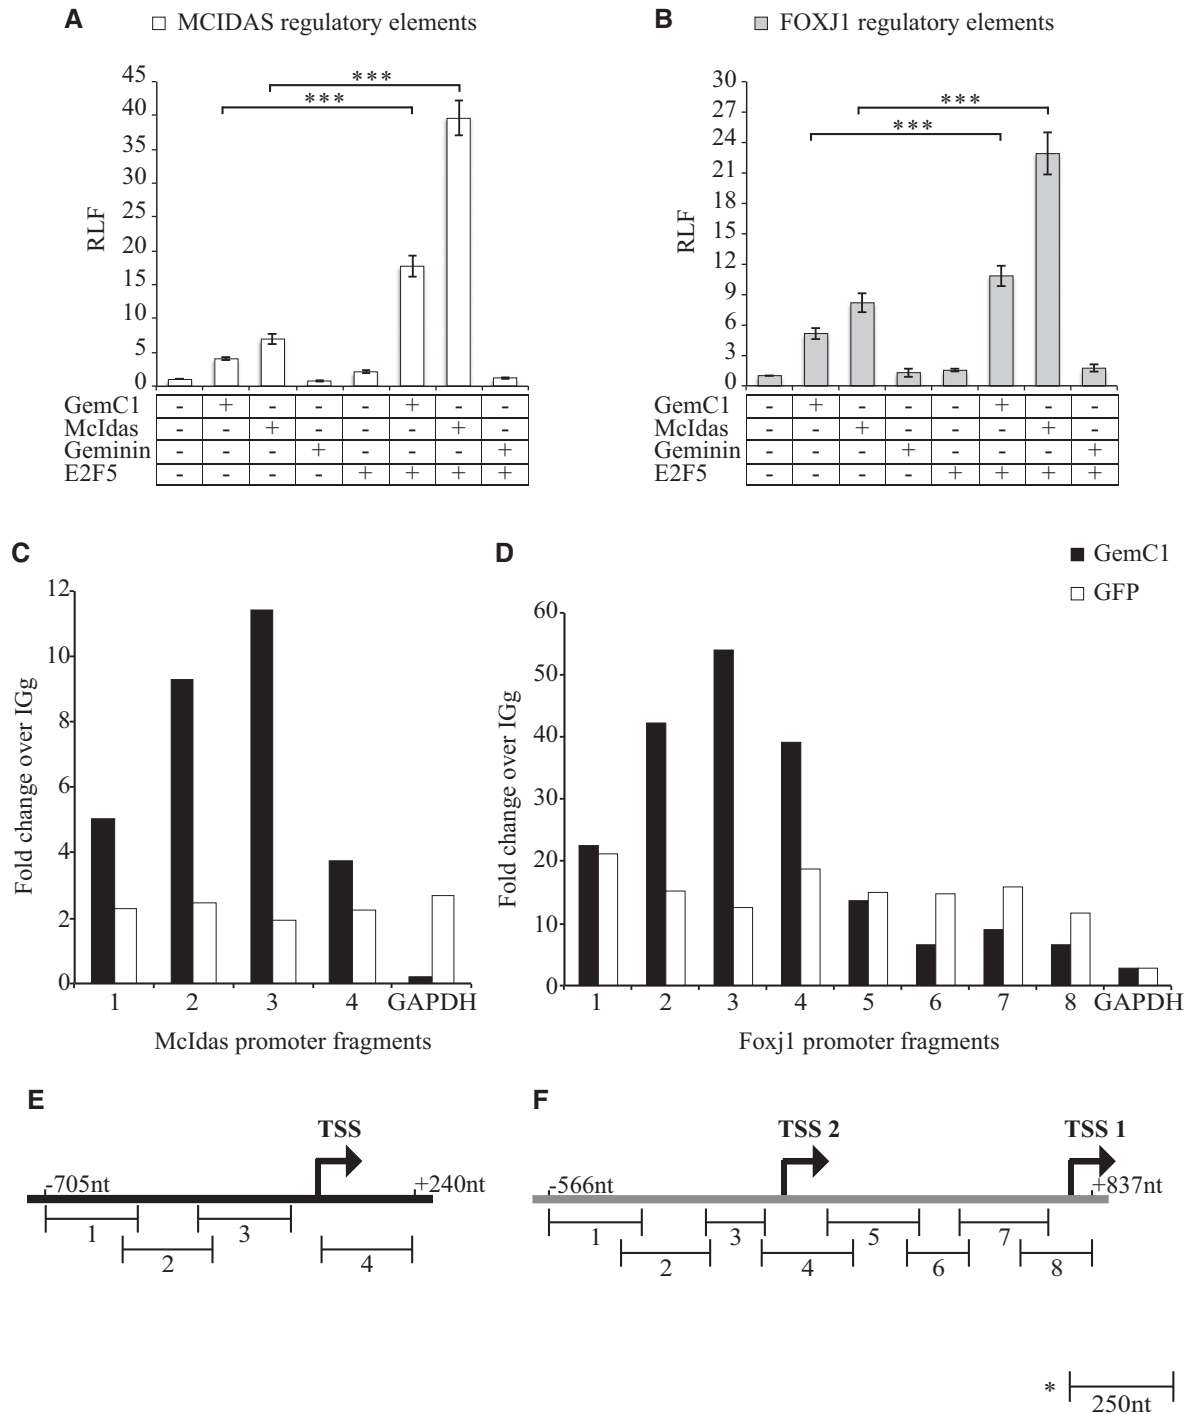 A
MCIDAS regulatory elements
45
40
35
30
25
20
15
10
5
0
RLF
***
***
GemC1 - + - - - + - -
McIdas - - + - - - + -
Geminin - - - + - - - +
E2F5 - - - - + + + +
B
FOXJ1 regulatory elements
30
27
24
21
18
15
12
9
6
3
0
RLF
***
***
GemC1 - + - - - + - -
McIdas - - + - - - + -
Geminin - - - + - - - +
E2F5 - - - - + + + +
C
12
10
8
6
4
2
0
Fold change over IGg
1 2 3 4 GAPDH
McIdas promoter fragments
D
GemC1
GFP
60
50
40
30
20
10
0
Fold change over IGg
1 2 3 4 5 6 7 8 GAPDH
Foxj1 promoter fragments
E
TSS
-705nt +240nt
1 3
2 4
F
TSS 2 TSS 1
-566nt +837nt
1 3 5 7
2 4 6 8
*
250nt